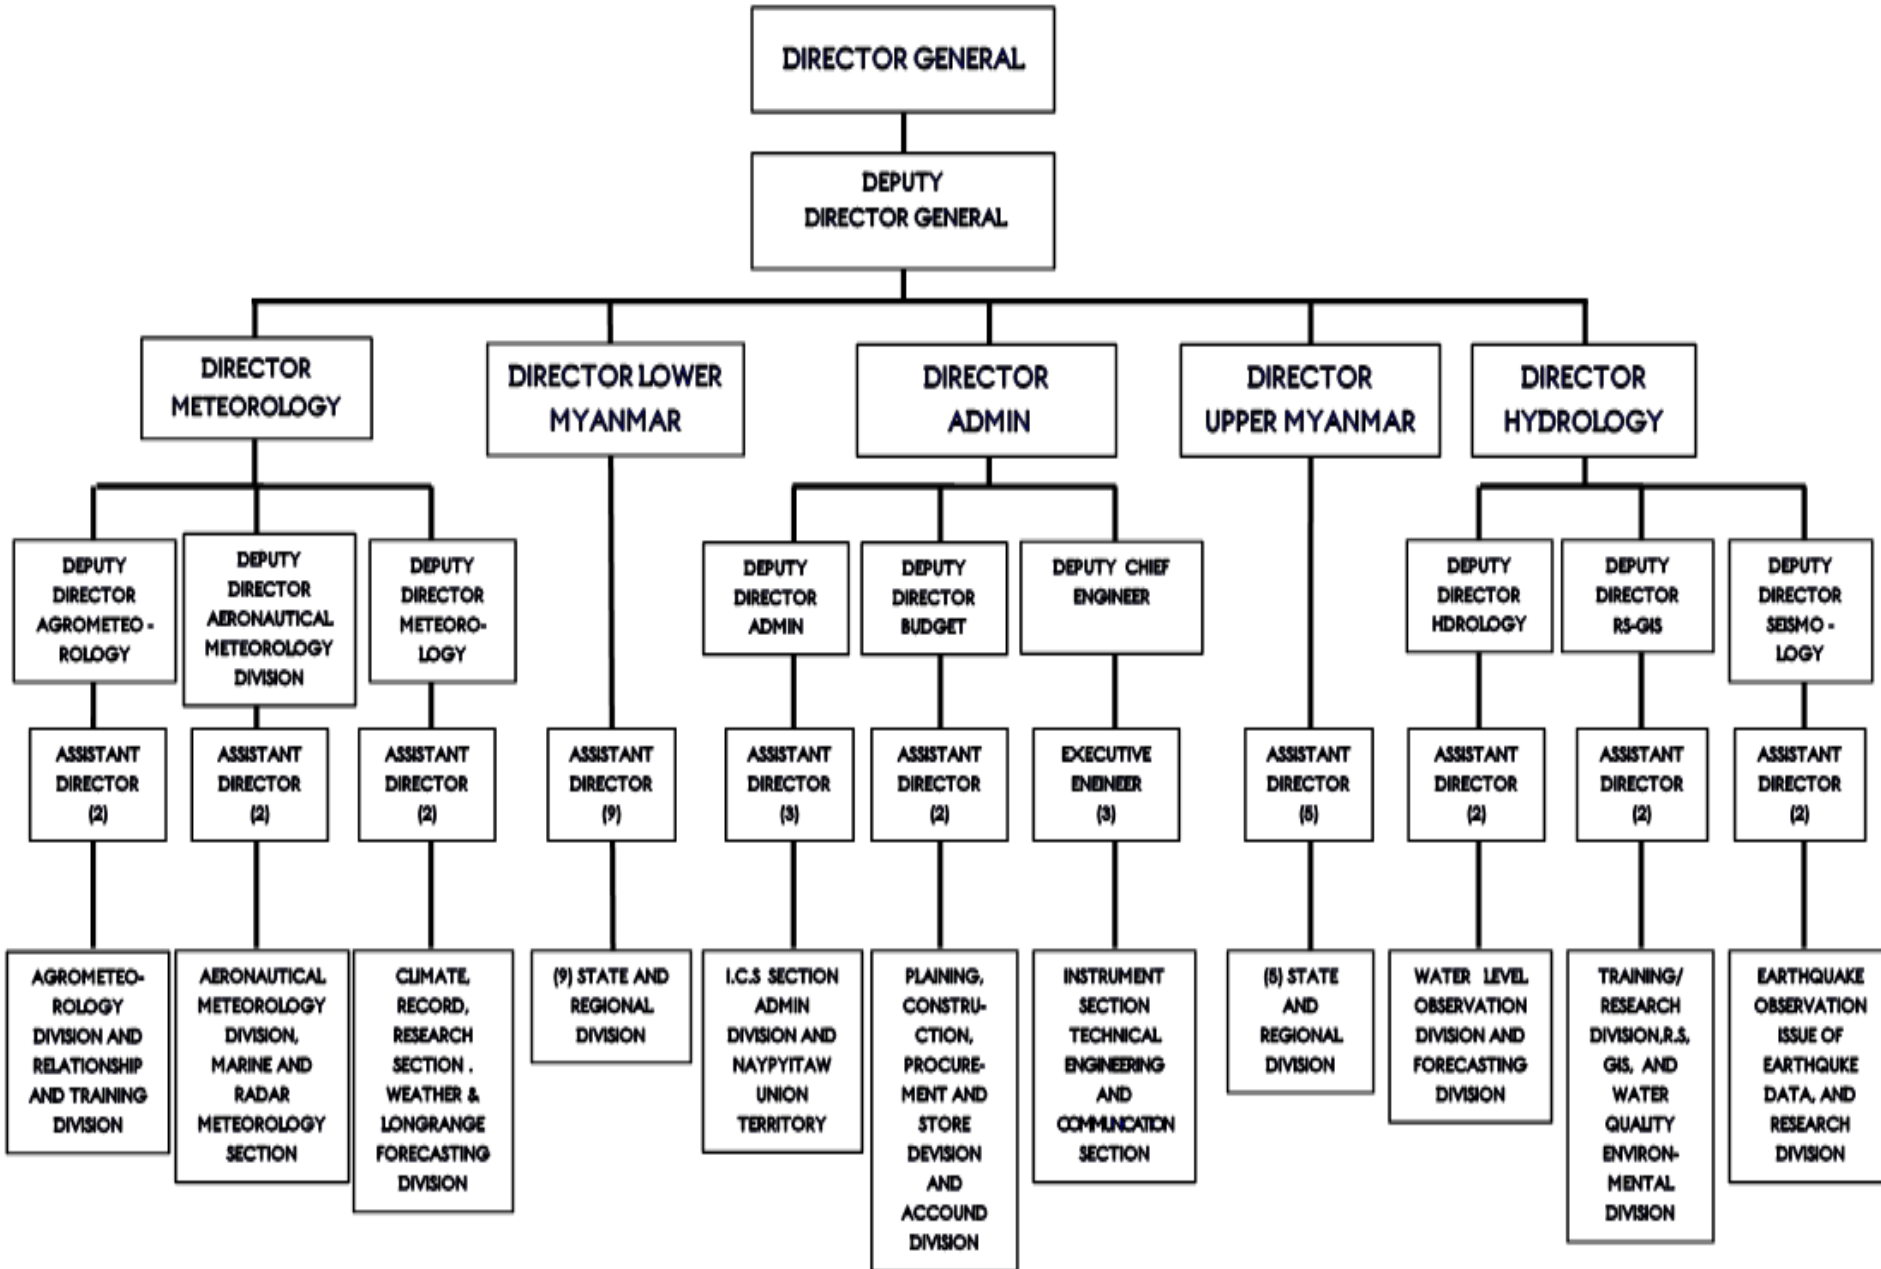 DIRECTOR GENERAL
DEPUTY
DIRECTOR GENERAL
DIRECTOR
METEOROLOGY
DIRECTOR LOWER
MYANMAR
DIRECTOR
ADMIN
DIRECTOR
UPPER MYANMAR
DIRECTOR
HYDROLOGY
DEPUTY
DIRECTOR
AGROMETEO -
ROLOGY
DEPUTY
DIRECTOR
AERONAUTICAL
METEOROLOGY
DIVISION
DEPUTY
DIRECTOR
METEORO-
LOGY
DEPUTY
DIRECTOR
ADMIN
DEPUTY
DIRECTOR
BUDGET
DEPUTY CHIEF
ENGINEER
DEPUTY
DIRECTOR
HDROLOGY
DEPUTY
DIRECTOR
RS-GIS
DEPUTY
DIRECTOR
SEISMO -
LOGY
ASSISTANT
DIRECTOR
(2)
ASSISTANT
DIRECTOR
(2)
ASSISTANT
DIRECTOR
(2)
ASSISTANT
DIRECTOR
(9)
ASSISTANT
DIRECTOR
(3)
ASSISTANT
DIRECTOR
(2)
EXECUTIVE
ENEINEER
(3)
ASSISTANT
DIRECTOR
(5)
ASSISTANT
DIRECTOR
(2)
ASSISTANT
DIRECTOR
(2)
ASSISTANT
DIRECTOR
(2)
AGROMETEO-
ROLOGY
DIVISION AND
RELATIONSHIP
AND TRAINING
DIVISION
AERONAUTICAL
METEOROLOGY
DIVISION,
MARINE AND
RADAR
METEOROLOGY
SECTION
CLIMATE,
RECORD,
RESEARCH
SECTION .
WEATHER &
LONGRANGE
FORECASTING
DIVISION
(9) STATE AND
REGIONAL
DIVISION
I.C.S SECTION
ADMIN
DIVISION AND
NAYPYITAW
UNION
TERRITORY
PLAINING,
CONSTRU-
CTION,
PROCURE-
MENT AND
STORE
DEVISION
AND
ACCOUND
DIVISION
INSTRUMENT
SECTION
TECHNICAL
ENGINEERING
AND
COMMUNCATION
SECTION
(5) STATE
AND
REGIONAL
DIVISION
WATER LEVEL
OBSERVATION
DIVISION AND
FORECASTING
DIVISION
TRAINING/
RESEARCH
DIVISION,R.S,
GIS, AND
WATER
QUALITY
ENVIRON-
MENTAL
DIVISION
EARTHQUAKE
OBSERVATION
ISSUE OF
EARTHQUKE
DATA, AND
RESEARCH
DIVISION